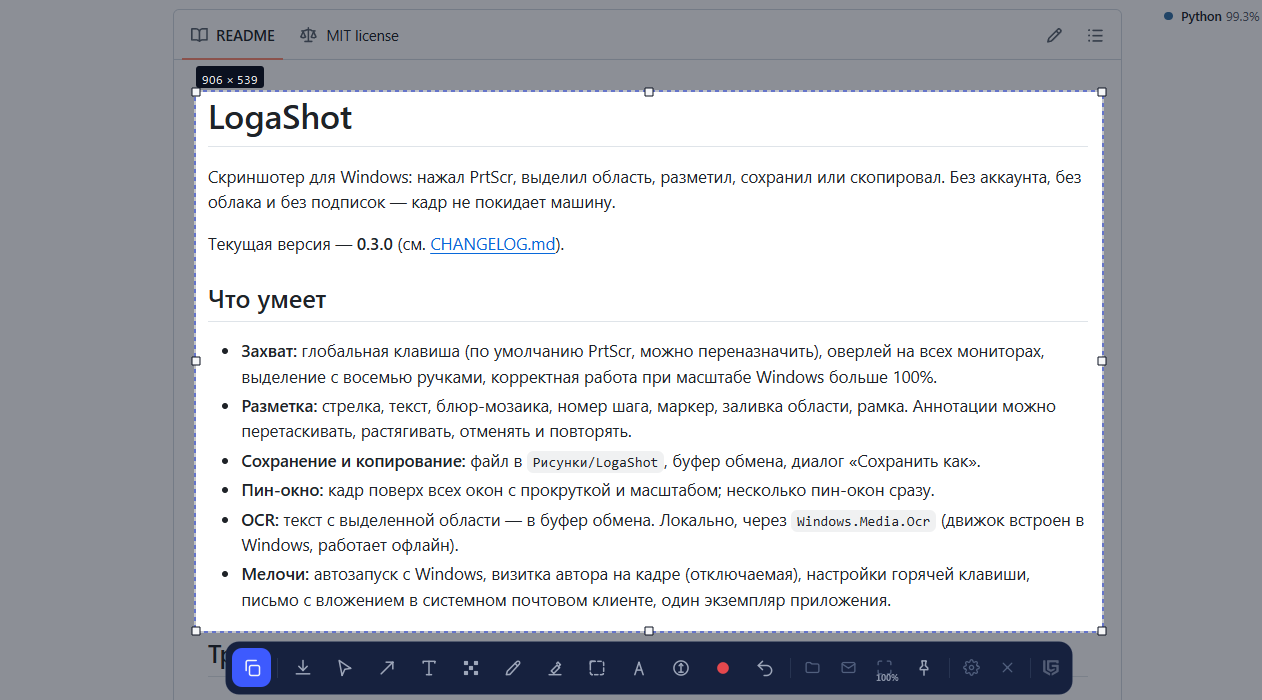 README
MIT license
Python 99.3%
906 × 539
LogaShot
Скриншотер для Windows: нажал PrtScr, выделил область, разметил, сохранил или скопировал. Без аккаунта, без
облака и без подписок — кадр не покидает машину.
Текущая версия — 0.3.0 (см. CHANGELOG.md).
Что умеет
• Захват: глобальная клавиша (по умолчанию PrtScr, можно переназначить), оверлей на всех мониторах,
выделение с восемью ручками, корректная работа при масштабе Windows больше 100%.
• Разметка: стрелка, текст, блюр-мозаика, номер шага, маркер, заливка области, рамка. Аннотации можно
перетаскивать, растягивать, отменять и повторять.
• Сохранение и копирование: файл в Рисунки/LogaShot, буфер обмена, диалог «Сохранить как».
• Пин-окно: кадр поверх всех окон с прокруткой и масштабом; несколько пин-окон сразу.
• OCR: текст с выделенной области — в буфер обмена. Локально, через Windows.Media.Ocr (движок встроен в
Windows, работает офлайн).
• Мелочи: автозапуск с Windows, визитка автора на кадре (отключаемая), настройки горячей клавиши,
письмо с вложением в системном почтовом клиенте, один экземпляр приложения.
100%